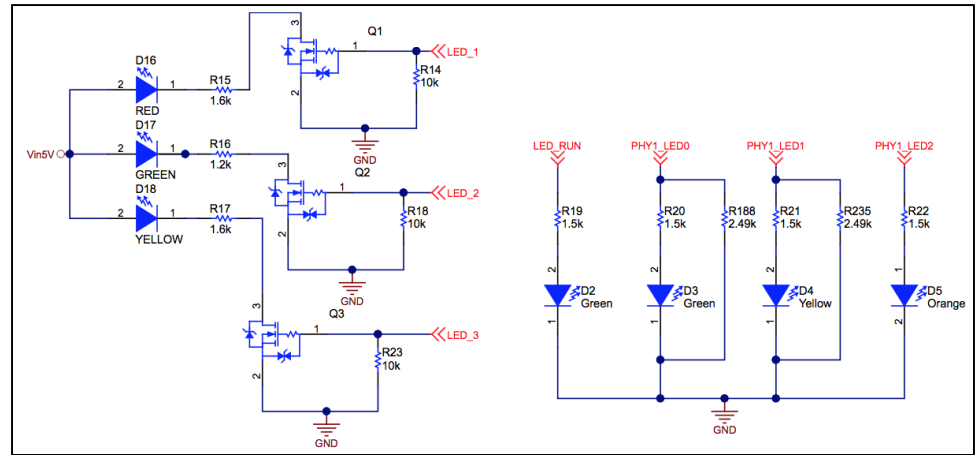 Q1
3
1
LED_1
D16
R14
10k
2
1
R15
1.6k
2
RED
D17
GND
Vin5V
2
1
R16
1.2k
GREEN
Q2
3
1
LED_2
D18
2
1
R17
1.6k
R18
10k
YELLOW
2
GND
Q3
3
1
LED_3
R23
10k
2
GND
LED_RUN
PHY1_LED0
PHY1_LED1
PHY1_LED2
R19
1.5k
R20
1.5k
R188
2.49k
R21
1.5k
R235
2.49k
R22
1.5k
2
2
2
1
D2
Green
D3
Green
D4
Yellow
D5
Orange
1
1
1
2
GND